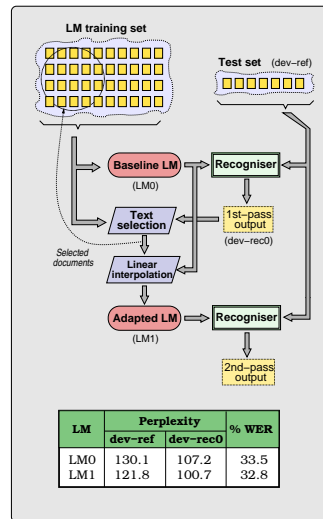 LM training set
Test set (dev−ref)
Baseline LM
(LM0)
Recogniser
Text
selection
1st−pass
output
(dev−rec0)
Selected
documents
Linear
interpolation
Adapted LM
(LM1)
Recogniser
2nd−pass
output
LM Perplexity % WER
dev−ref dev−rec0
LM0 130.1 107.2 33.5
LM1 121.8 100.7 32.8